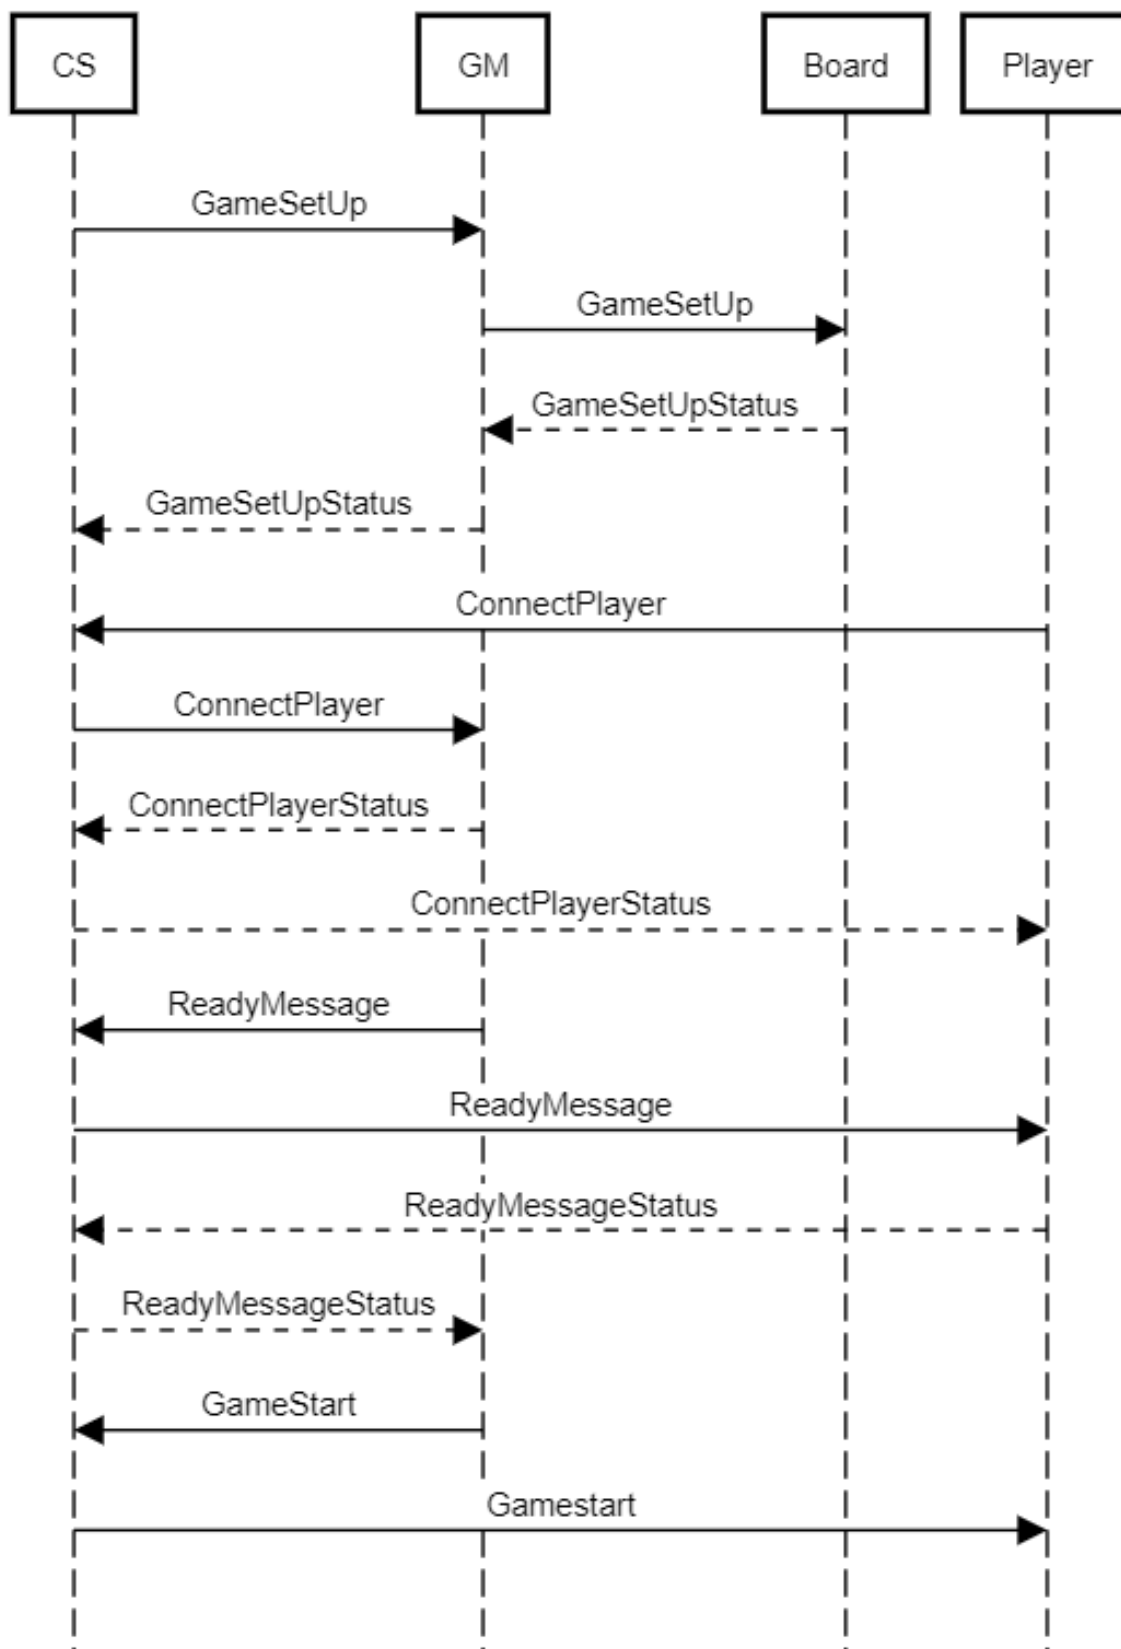 CS
GM
Board
Player
GameSetUp
GameSetUp
GameSetUpStatus
GameSetUpStatus
ConnectPlayer
ConnectPlayer
ConnectPlayerStatus
ConnectPlayerStatus
ReadyMessage
ReadyMessage
ReadyMessageStatus
ReadyMessageStatus
GameStart
Gamestart